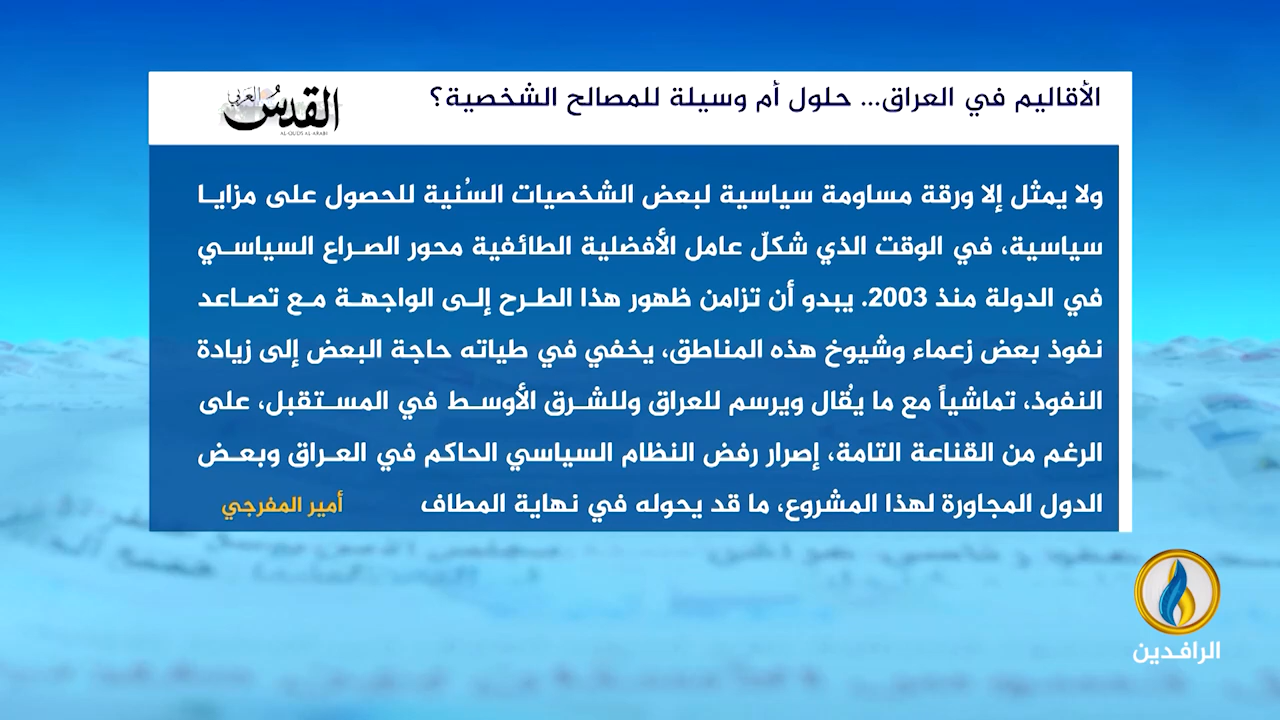 الأقاليم في العراق... حلول أم وسيلة للمصالح الشخصية؟
القدس العربي
AL-QUDS AL-ARABI
ولا يمثل إلا ورقة مساومة سياسية لبعض الشخصيات السُنية للحصول على مزايا
سياسية، في الوقت الذي شكلّ عامل الأفضلية الطائفية محور الصراع السياسي
في الدولة منذ 2003. يبدو أن تزامن ظهور هذا الطرح إلى الواجهة مع تصاعد
نفوذ بعض زعماء وشيوخ هذه المناطق، يخفي في طياته حاجة البعض إلى زيادة
النفوذ، تماشياً مع ما يُقال ويرسم للعراق وللشرق الأوسط في المستقبل، على
الرغم من القناعة التامة، إصرار رفض النظام السياسي الحاكم في العراق وبعض
الدول المجاورة لهذا المشروع، ما قد يحوله في نهاية المطاف
أمير المفرجي
الرافدين